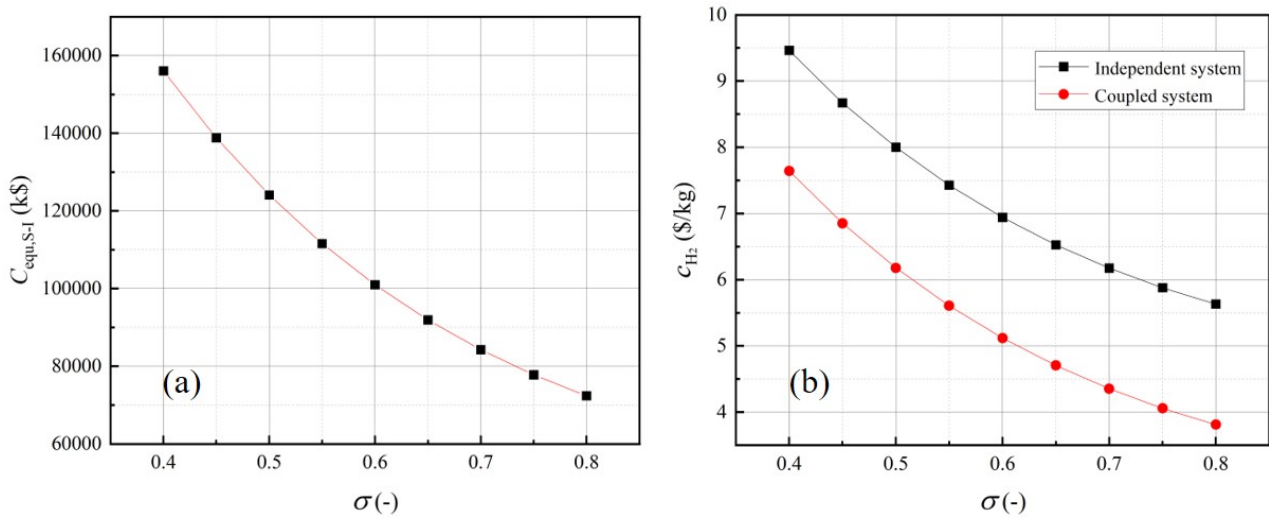 160000
140000
120000
100000
80000
60000
C equ,S-I (k$)
(a)
0.4 0.5 0.6 0.7 0.8
σ (-)
10
9
8
7
6
5
4
c H₂ ($/kg)
Independent system
Coupled system
(b)
0.4 0.5 0.6 0.7 0.8
σ (-)